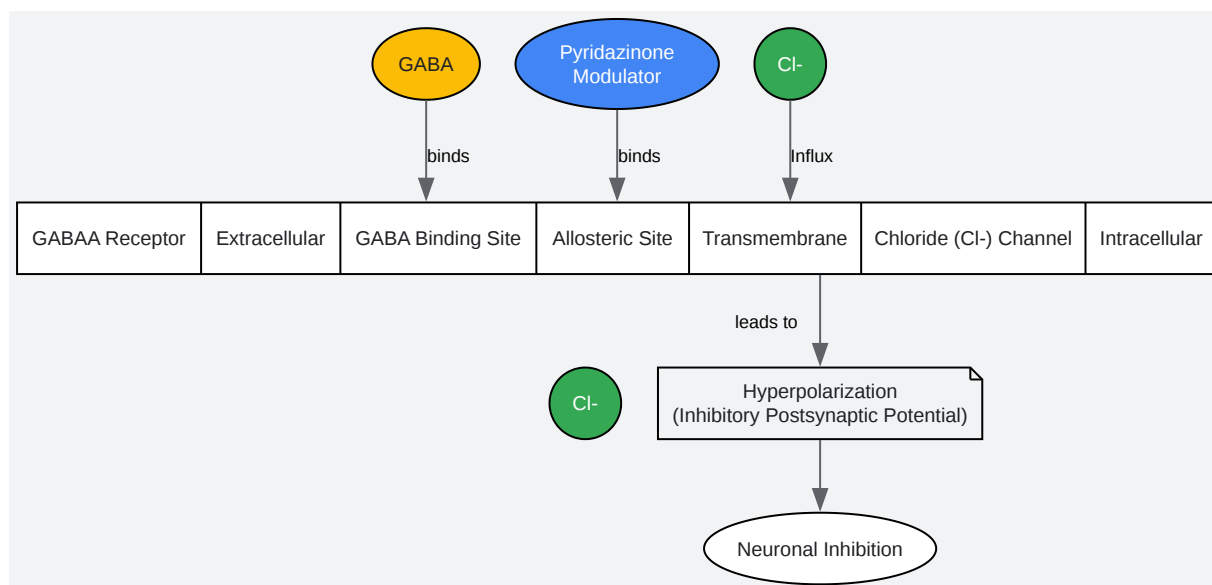 GABA
Pyridazinone
Modulator
Cl-
binds
binds
Influx
GABAA Receptor
Extracellular
GABA Binding Site
Allosteric Site
Transmembrane
Chloride (Cl-) Channel
Intracellular
leads to
Cl-
Hyperpolarization
(Inhibitory Postsynaptic Potential)
Neuronal Inhibition